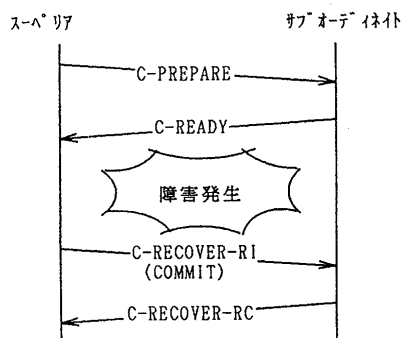 スーペリア サブオーディネイト
C-PREPARE
C-READY
障害発生
C-RECOVER-RI
(COMMIT)
C-RECOVER-RC